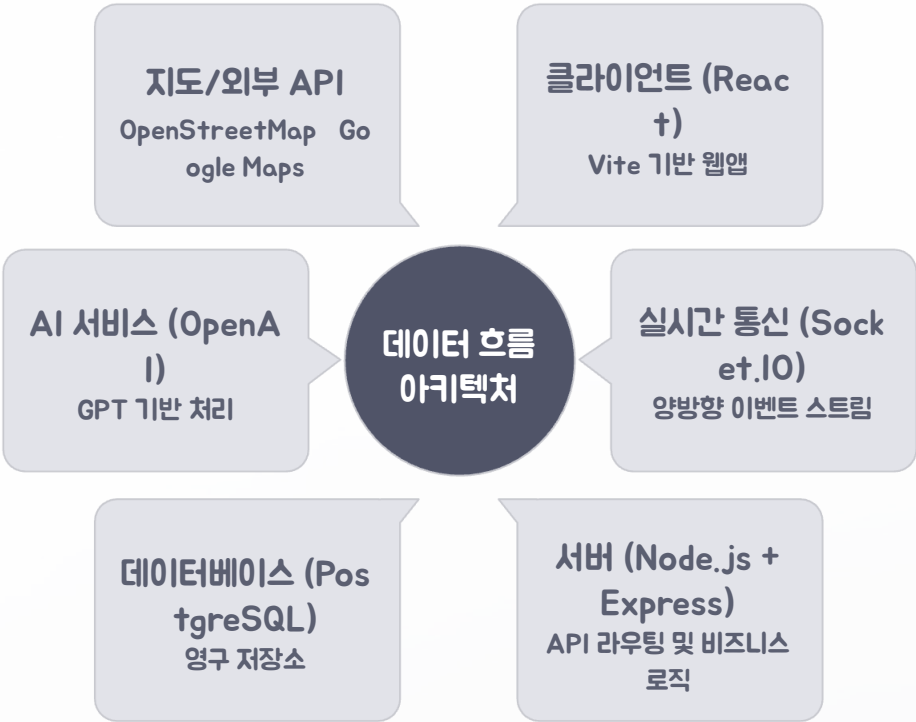 지도/외부 API
OpenStreetMap Go
ogle Maps
클라이언트 (Reac
t)
Vite 기반 웹앱
AI 서비스 (OpenA
I)
GPT 기반 처리
데이터 흐름
아키텍처
실시간 통신 (Sock
et.IO)
양방향 이벤트 스트림
데이터베이스 (Pos
tgreSQL)
영구 저장소
서버 (Node.js +
Express)
API 라우팅 및 비즈니스
로직